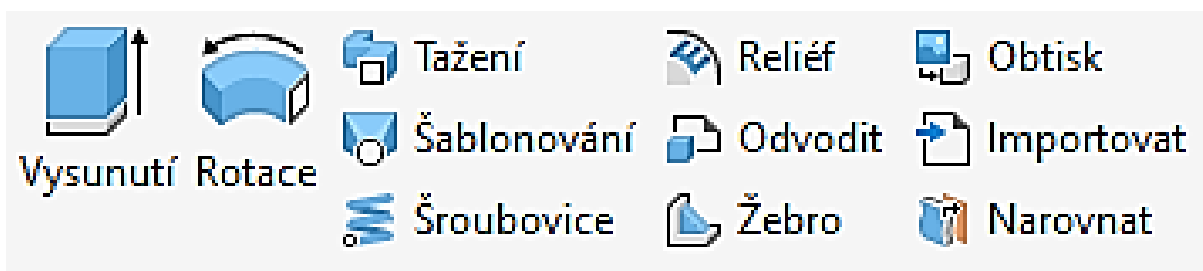 Vysunutí
Rotace
Tažení
Šablonování
Šroubovice
Reliéf
Odvodit
Žebro
Obtisk
Importovat
Narovnat